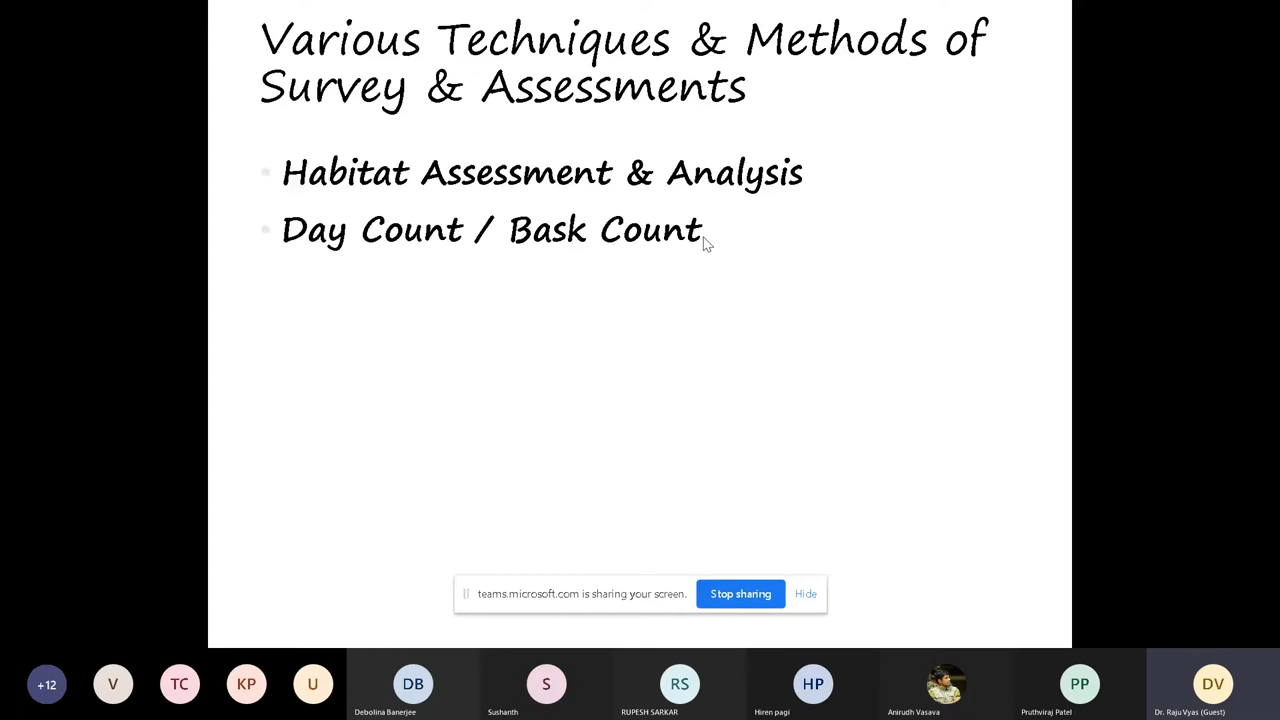 Various Techniques & Methods of
Survey & Assessments
Habitat Assessment & Analysis
Day Count / Bask Count
teams.microsoft.com is sharing your screen.
Stop sharing
Hide
+12
V
TC
KP
U
DB
S
RS
HP
PP
DV
Debolina Banerjee
Sushanth
RUPESH SARKAR
Hiren pagi
Anirudh Vasava
Pruthviraj Patel
Dr. Raju Vyas (Guest)